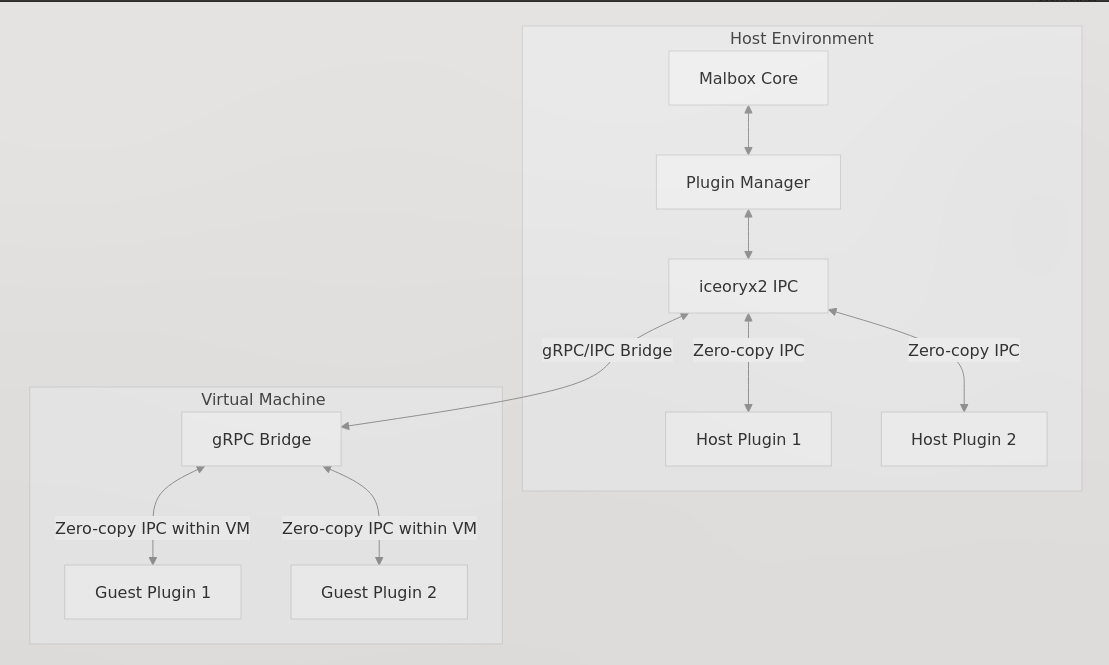 Host Environment
Malbox Core
Plugin Manager
iceoryx2 IPC
gRPC/IPC Bridge
Zero-copy IPC
Zero-copy IPC
Virtual Machine
gRPC Bridge
Host Plugin 1
Host Plugin 2
Zero-copy IPC within VM
Zero-copy IPC within VM
Guest Plugin 1
Guest Plugin 2